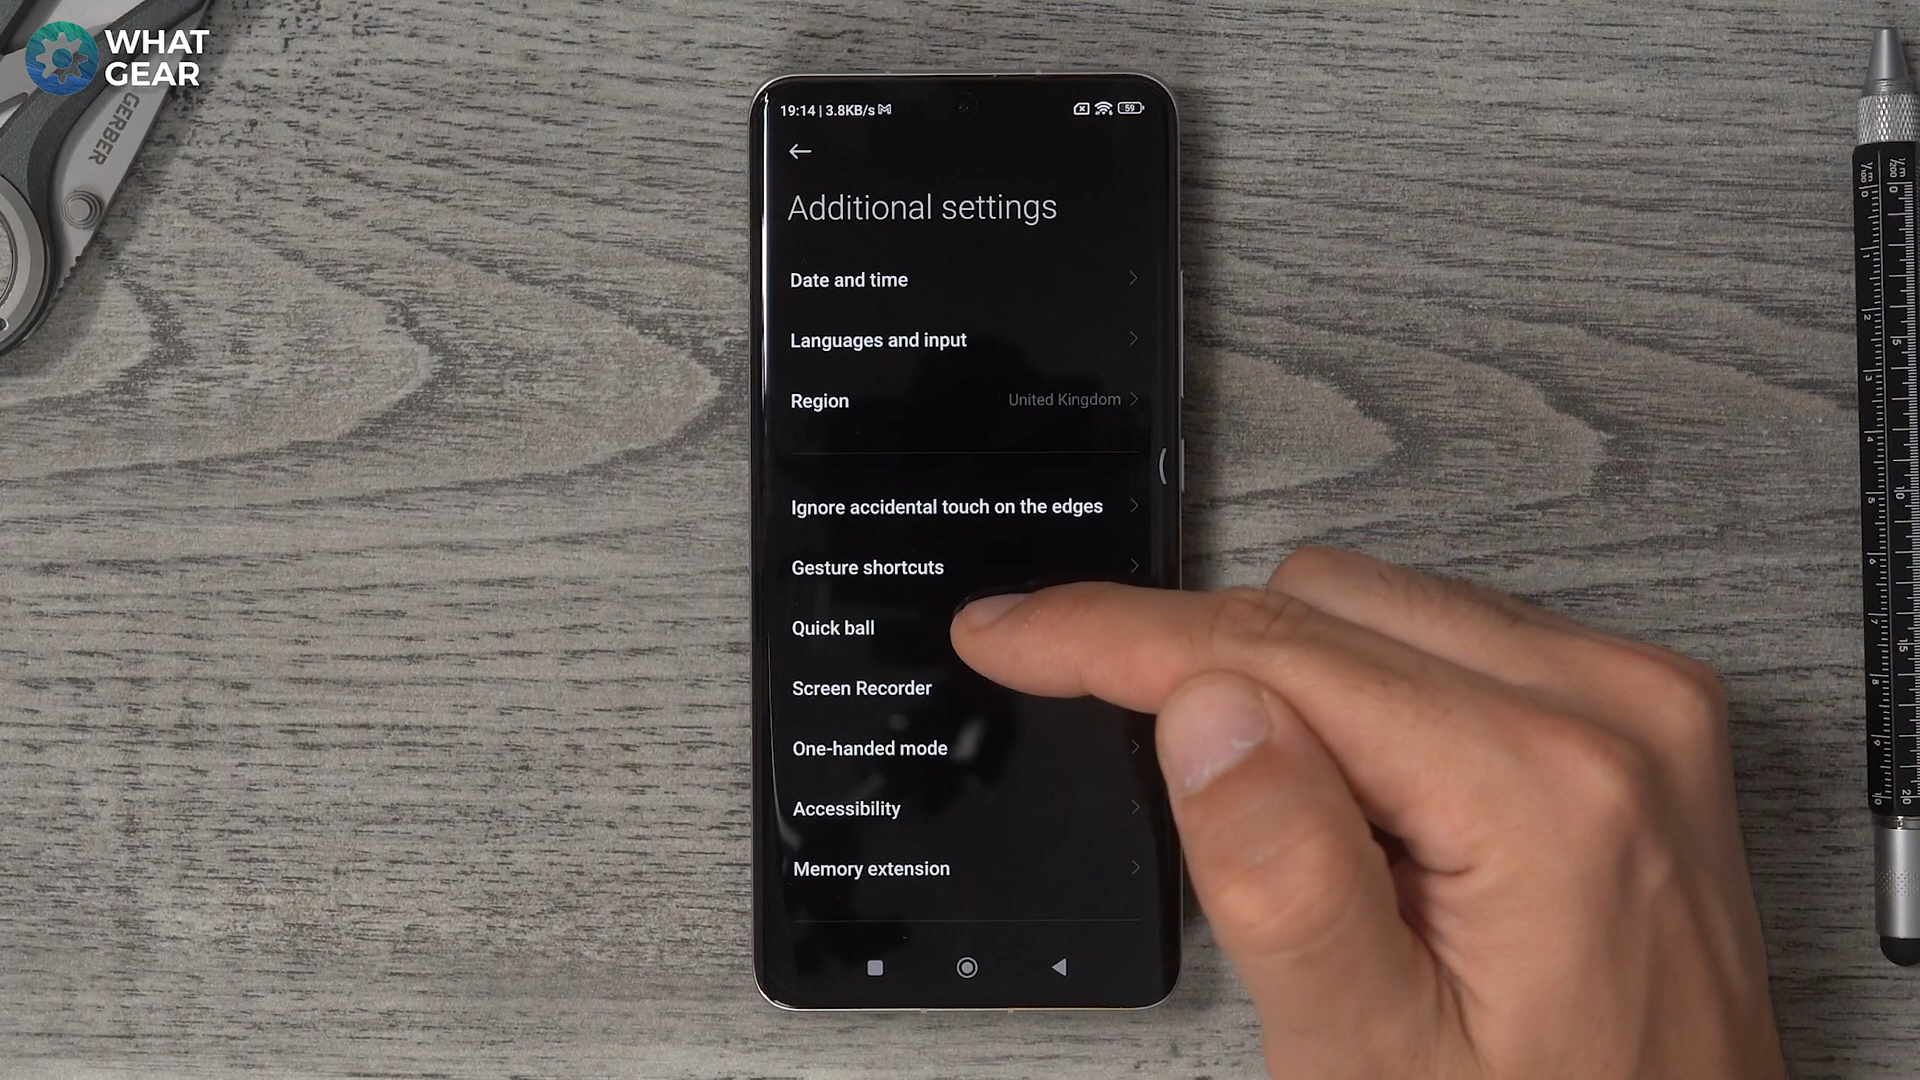 WHAT
GEAR
GERBER
19:14 | 3.8KB/s
59
Additional settings
Date and time
Languages and input
Region
United Kingdom
Ignore accidental touch on the edges
Gesture shortcuts
Quick ball
Screen Recorder
One-handed mode
Accessibility
Memory extension